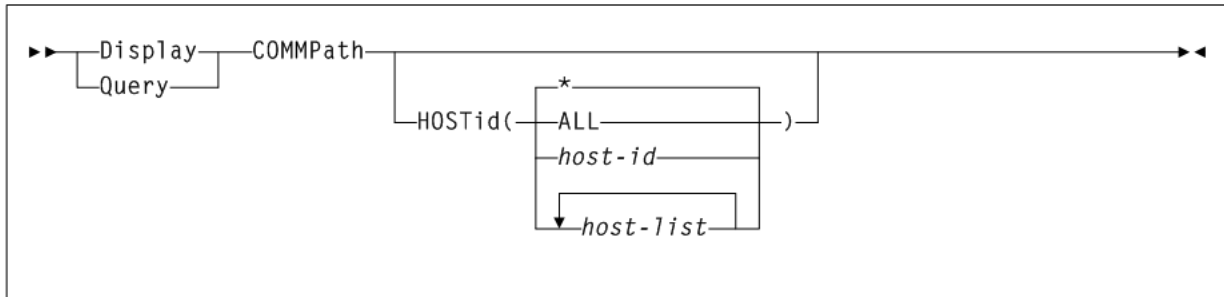 Display COMMPath
Query
*
HOSTid( ALL )
host-id
host-list